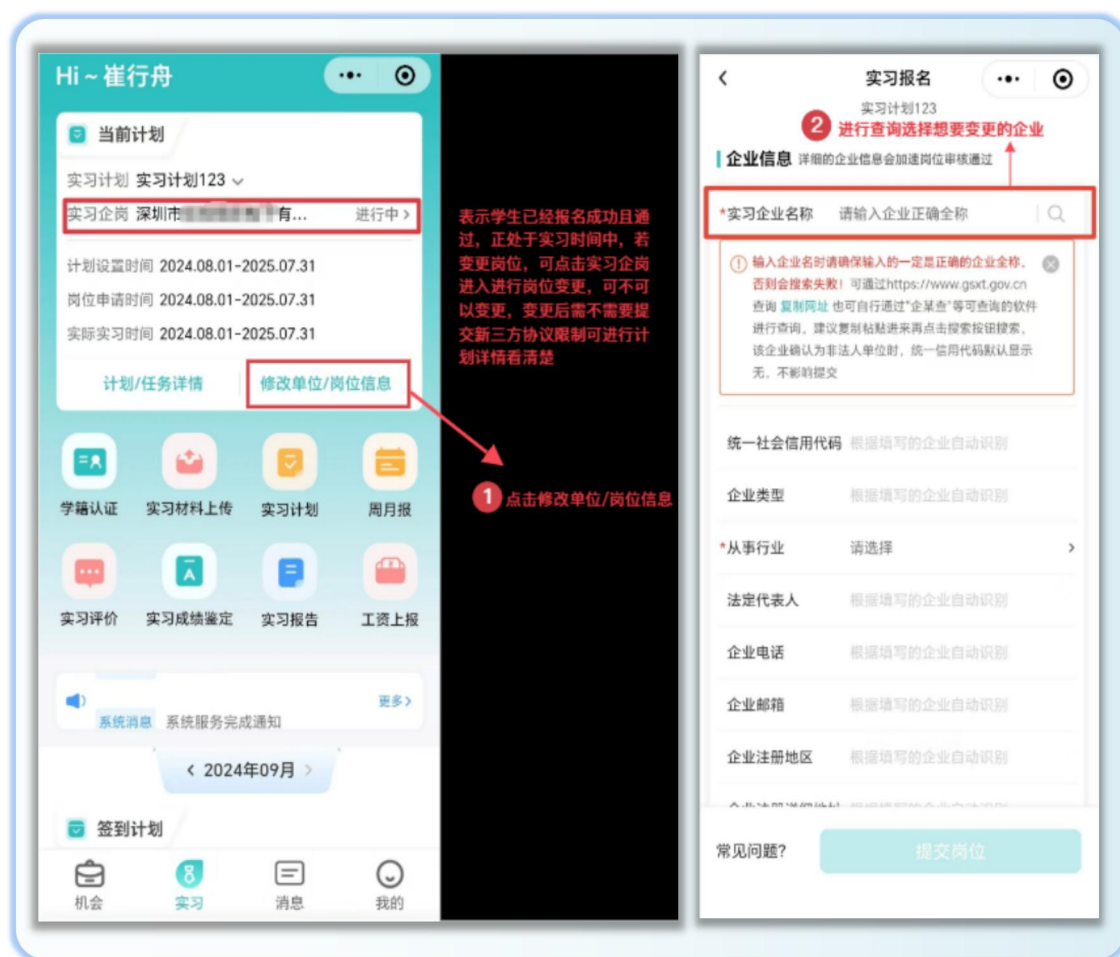 Hi ~ 崔行舟
当前计划
实习计划 实习计划123
实习企岗 深圳市 有... 进行中 >
计划设置时间 2024.08.01-2025.07.31
岗位申请时间 2024.08.01-2025.07.31
实际实习时间 2024.08.01-2025.07.31
计划/任务详情 修改单位/岗位信息
学籍认证 实习材料上传 实习计划 周月报
实习评价 实习成绩鉴定 实习报告 工资上报
更多 >
系统消息 系统服务完成通知
< 2024年09月 >
签到计划
机会 实习 消息 我的
表示学生已经报名成功且通
过，正处于实习时间中，若
变更岗位，可点击实习企岗
进入进行岗位变更，可不可
以变更，变更后需不需要提
交新三方协议限制可进行计
划详情看清楚
1 点击修改单位/岗位信息
< 实习报名
实习计划123
2 进行查询选择想要变更的企业
企业信息 详细的企业信息会加速岗位审核通过
*实习企业名称 请输入企业正确全称
输入企业名时请确保输入的一定是正确的企业全称，
否则会搜索失败！可通过https://www.gsxt.gov.cn
查询 复制网址 也可自行通过"企某查"等可查询的软件
进行查询，建议复制粘贴进来再点击搜索按钮搜索，
该企业确认为非法人单位时，统一信用代码默认显示
无，不影响提交
统一社会信用代码 根据填写的企业自动识别
企业类型 根据填写的企业自动识别
*从事行业 请选择 >
法定代表人 根据填写的企业自动识别
企业电话 根据填写的企业自动识别
企业邮箱 根据填写的企业自动识别
企业注册地区 根据填写的企业自动识别
企业注册详细地址 根据填写的企业自动识别
常见问题? 提交岗位